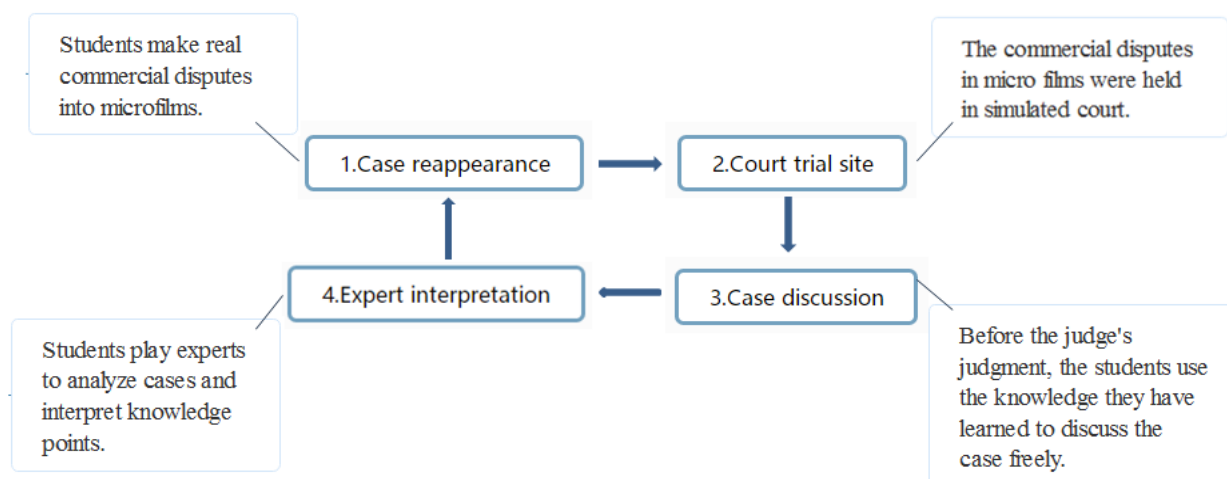 Students make real
commercial disputes
into microfilms.
The commercial disputes
in micro films were held
in simulated court.
1.Case reappearance
2.Court trial site
4.Expert interpretation
3.Case discussion
Students play experts
to analyze cases and
interpret knowledge
points.
Before the judge's
judgment, the students use
the knowledge they have
learned to discuss the
case freely.